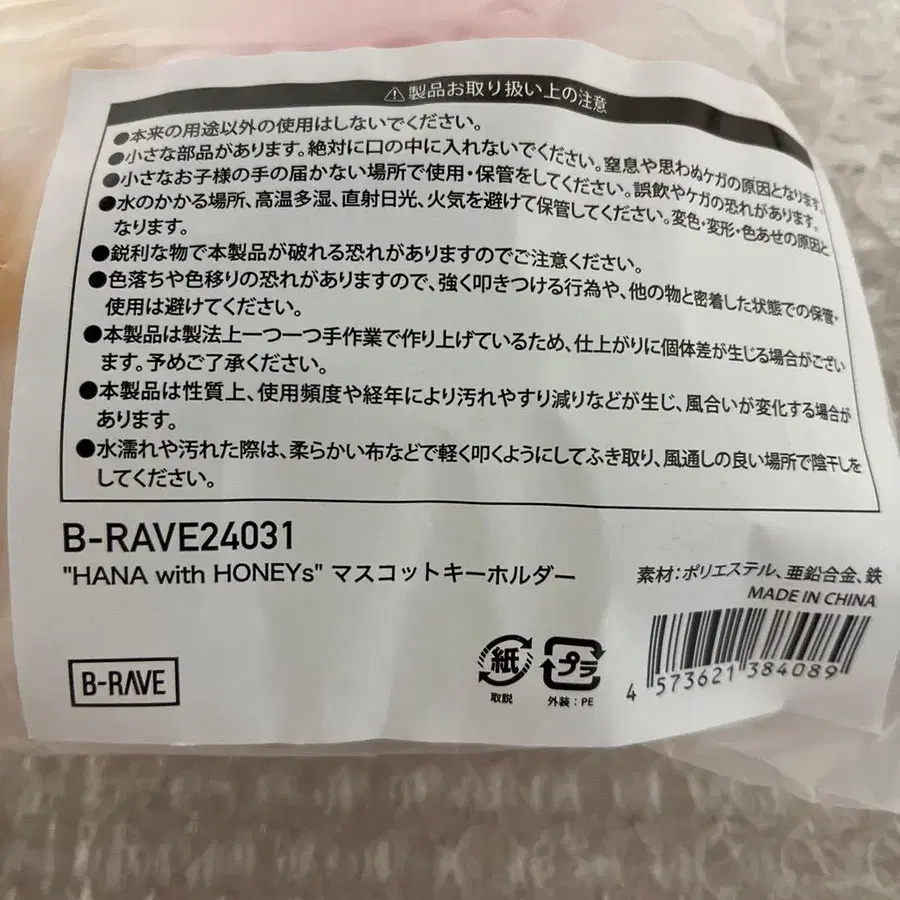 ⚠製品お取り扱い上の注意
●本来の用途以外の使用はしないでください。
●小さな部品があります。絶対に口の中に入れないでください。窒息や思わぬケガの原因となります。
●小さなお子様の手の届かない場所で使用・保管をしてください。誤飲やケガの恐れがあります。
●水のかかる場所、高温多湿、直射日光、火気を避けて保管してください。変色・変形・色あせの原因と
なります。
●鋭利な物で本製品が破れる恐れがありますのでご注意ください。
●色落ちや色移りの恐れがありますので、強く叩きつける行為や、他の物と密着した状態での保管・
使用は避けてください。
●本製品は製法上一つ一つ手作業で作り上げているため、仕上がりに個体差が生じる場合がござい
ます。予めご了承ください。
●本製品は性質上、使用頻度や経年により汚れやすり減りなどが生じ、風合いが変化する場合が
あります。
●水濡れや汚れた際は、柔らかい布などで軽く叩くようにしてふき取り、風通しの良い場所で陰干しを
してください。
B-RAVE24031
"HANA with HONEYs" マスコットキーホルダー
素材:ポリエステル、亜鉛合金、鉄
MADE IN CHINA
B-RAVE
紙
取説
プラ
外装:PE
4 573621 384089